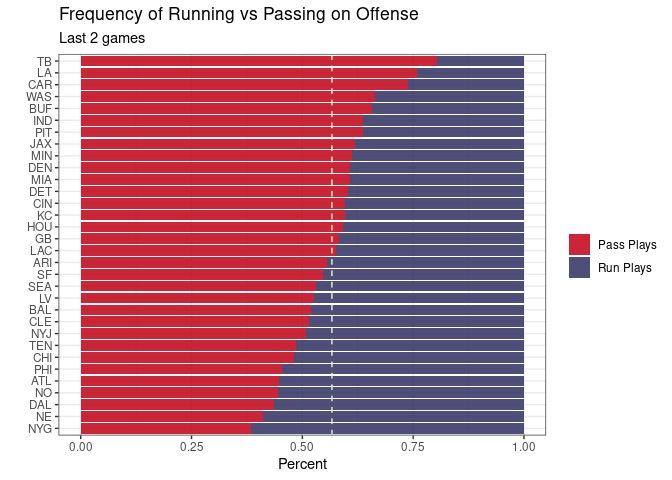 Frequency of Running vs Passing on Offense
Last 2 games
TB
LA
CAR
WAS
BUF
IND
PIT
JAX
MIN
DEN
MIA
DET
CIN
KC
HOU
GB
LAC
ARI
SF
SEA
LV
BAL
CLE
NYJ
TEN
CHI
PHI
ATL
NO
DAL
NE
NYG
0.00 0.25 0.50 0.75 1.00
Percent
Pass Plays
Run Plays